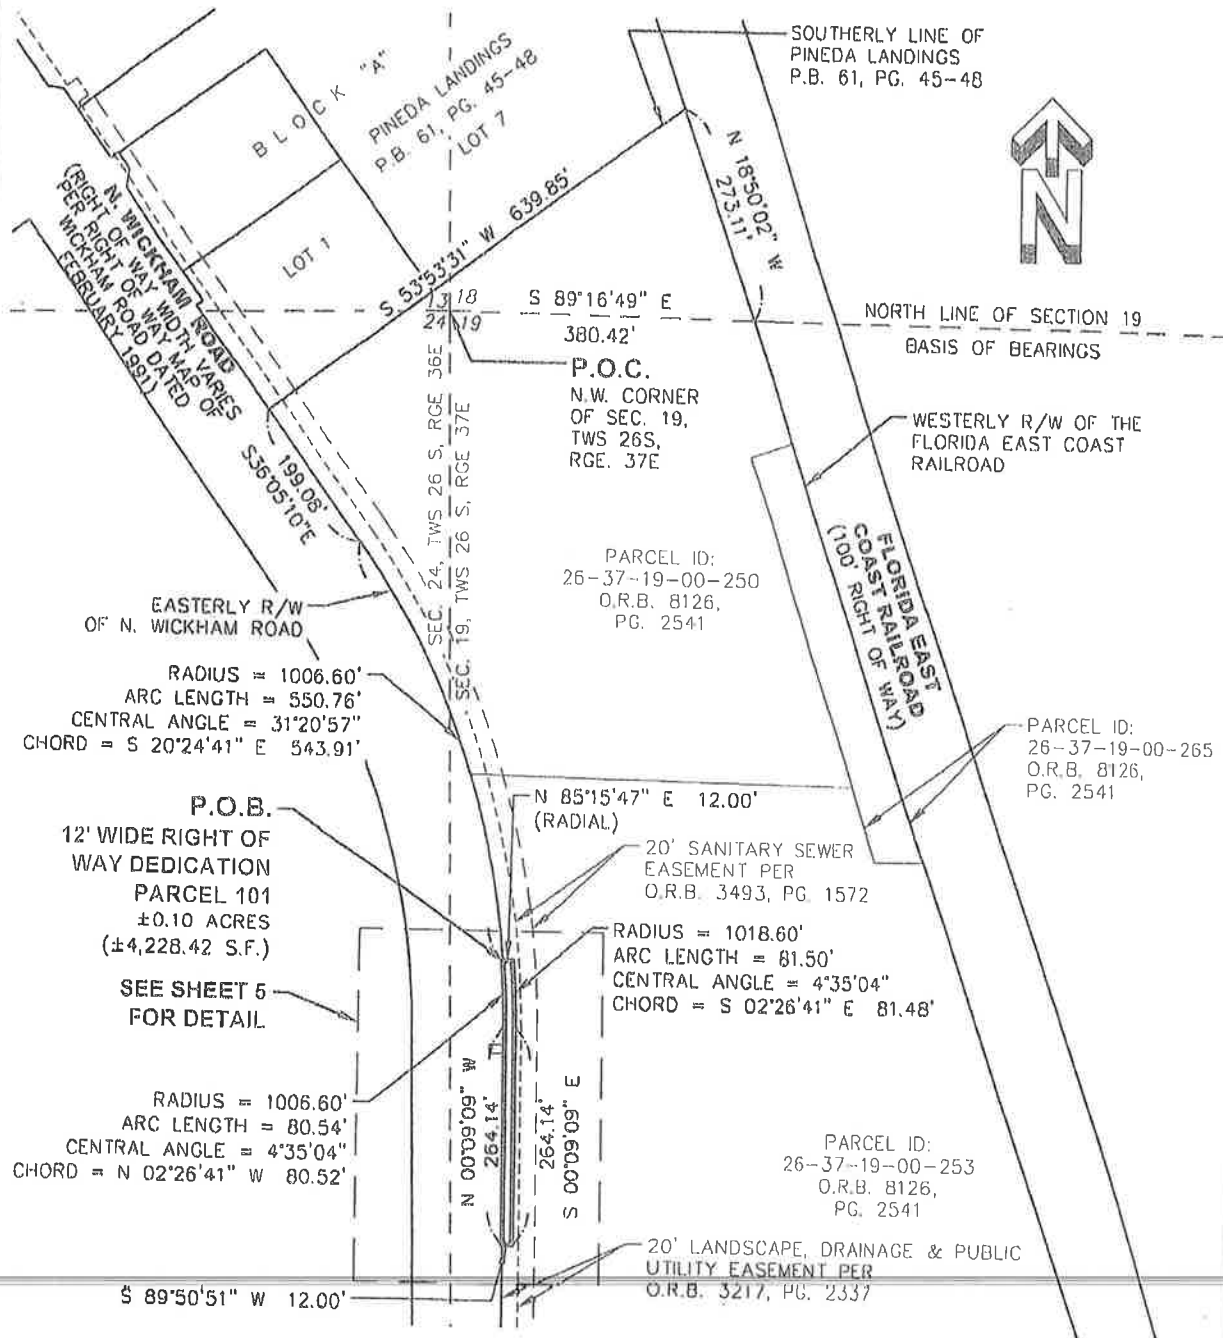 SOUTHERLY LINE OF
PINEDA LANDINGS
P.B. 61, PG. 45-48
BLOCK "A"
PINEDA LANDINGS
P.B. 61, PG. 45-48
LOT 7
LOT 1
N. WICKHAM ROAD
(RIGHT OF WAY WIDTH VARIES
PER RIGHT OF WAY MAP OF
WICKHAM ROAD DATED
FEBRUARY 1991)
S 53°53'31" W 639.85'
N 18°50'02" W
273.11'
N
13 18
24 19
S 89°16'49" E
380.42'
NORTH LINE OF SECTION 19
BASIS OF BEARINGS
P.O.C.
N.W. CORNER
OF SEC. 19,
TWS 26S,
RGE. 37E
WESTERLY R/W OF THE
FLORIDA EAST COAST
RAILROAD
199.08'
S36°05'10"E
SEC. 24, TWS 26 S, RGE 36E
SEC. 19, TWS 26 S, RGE 37E
PARCEL ID:
26-37-19-00-250
O.R.B. 8126,
PG. 2541
FLORIDA EAST
COAST RAILROAD
(100' RIGHT OF WAY)
EASTERLY R/W
OF N. WICKHAM ROAD
RADIUS = 1006.60'
ARC LENGTH = 550.76'
CENTRAL ANGLE = 31°20'57"
CHORD = S 20°24'41" E 543.91'
PARCEL ID:
26-37-19-00-265
O.R.B. 8126,
PG. 2541
P.O.B.
12' WIDE RIGHT OF
WAY DEDICATION
PARCEL 101
±0.10 ACRES
(±4,228.42 S.F.)
N 85°15'47" E 12.00'
(RADIAL)
20' SANITARY SEWER
EASEMENT PER
O.R.B. 3493, PG. 1572
SEE SHEET 5
FOR DETAIL
RADIUS = 1018.60'
ARC LENGTH = 81.50'
CENTRAL ANGLE = 4°35'04"
CHORD = S 02°26'41" E 81.48'
RADIUS = 1006.60'
ARC LENGTH = 80.54'
CENTRAL ANGLE = 4°35'04"
CHORD = N 02°26'41" W 80.52'
N 00°09'09" W
264.14'
264.14'
S 00°09'09" E
PARCEL ID:
26-37-19-00-253
O.R.B. 8126,
PG. 2541
20' LANDSCAPE, DRAINAGE & PUBLIC
UTILITY EASEMENT PER
O.R.B. 3217, PG. 2337
S 89°50'51" W 12.00'